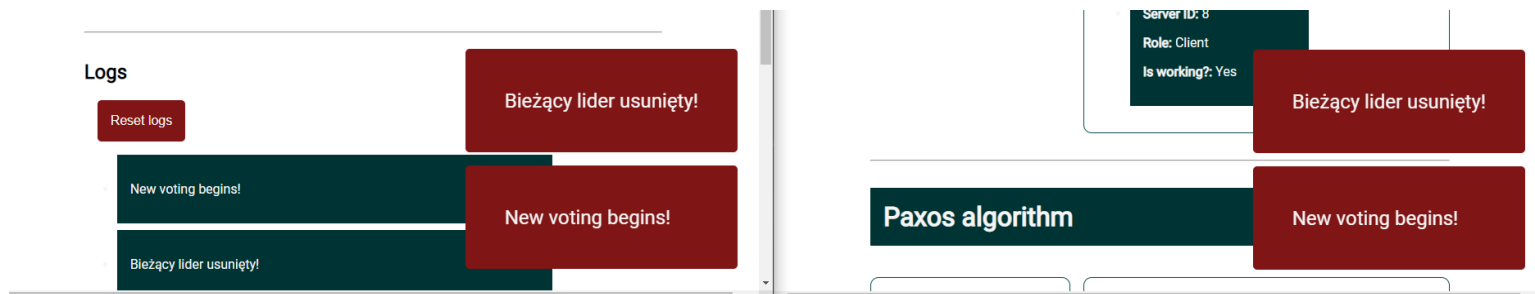 Logs
Reset logs
New voting begins!
Bieżący lider usunięty!
Bieżący lider usunięty!
New voting begins!
Server ID: 8
Role: Client
Is working?: Yes
Paxos algorithm
Bieżący lider usunięty!
New voting begins!